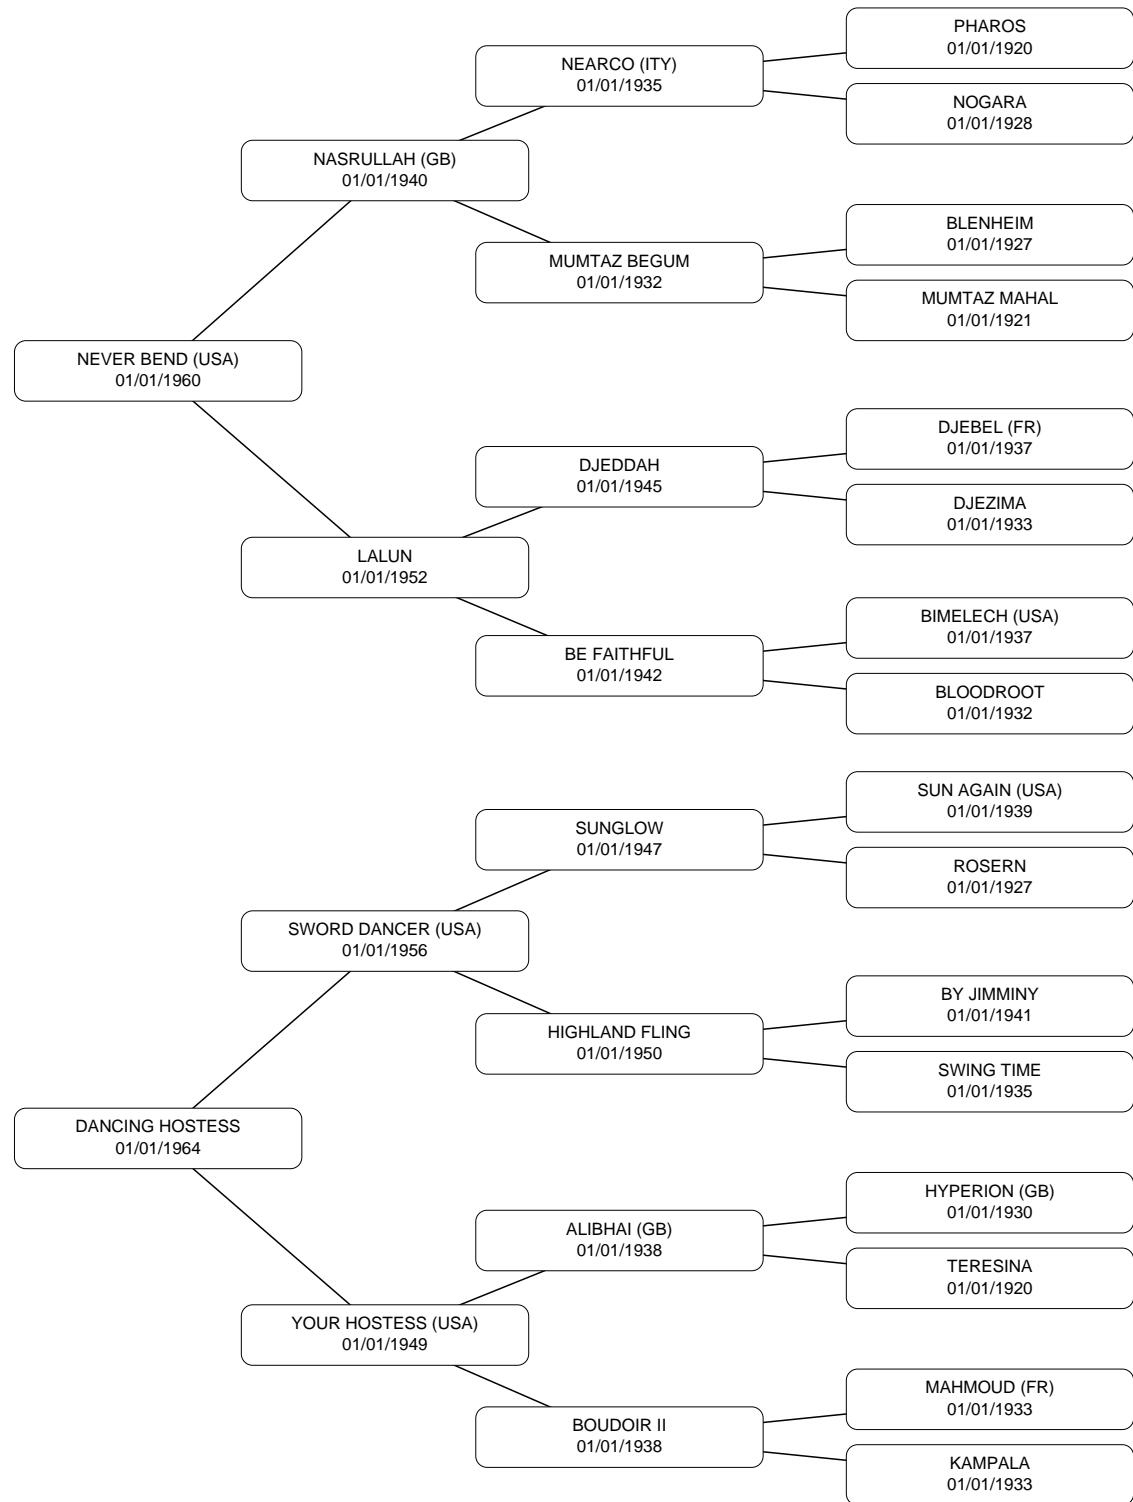 PHAROS
01/01/1920
NEARCO (ITY)
01/01/1935
NOGARA
01/01/1928
NASRULLAH (GB)
01/01/1940
BLENHEIM
01/01/1927
MUMTAZ BEGUM
01/01/1932
MUMTAZ MAHAL
01/01/1921
NEVER BEND (USA)
01/01/1960
DJEBEL (FR)
01/01/1937
DJEDDAH
01/01/1945
DJEZIMA
01/01/1933
LALUN
01/01/1952
BIMELECH (USA)
01/01/1937
BE FAITHFUL
01/01/1942
BLOODROOT
01/01/1932
SUN AGAIN (USA)
01/01/1939
SUNGLOW
01/01/1947
ROSERN
01/01/1927
SWORD DANCER (USA)
01/01/1956
BY JIMMINY
01/01/1941
HIGHLAND FLING
01/01/1950
SWING TIME
01/01/1935
DANCING HOSTESS
01/01/1964
HYPERION (GB)
01/01/1930
ALIBHAI (GB)
01/01/1938
TERESINA
01/01/1920
YOUR HOSTESS (USA)
01/01/1949
MAHMOUD (FR)
01/01/1933
BOUDOIR II
01/01/1938
KAMPALA
01/01/1933